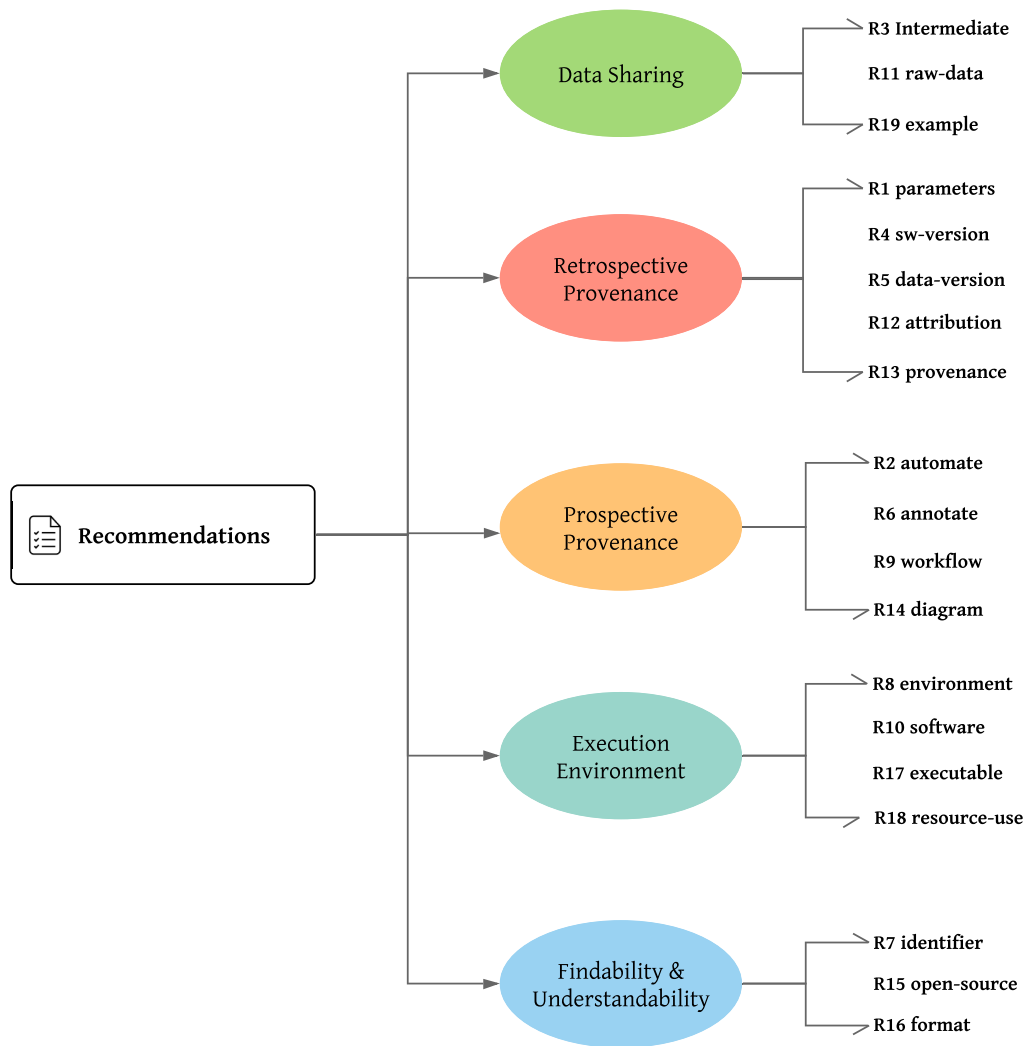 Recommendations
Data Sharing
R3 Intermediate
R11 raw-data
R19 example
Retrospective
Provenance
R1 parameters
R4 sw-version
R5 data-version
R12 attribution
R13 provenance
Prospective
Provenance
R2 automate
R6 annotate
R9 workflow
R14 diagram
Execution
Environment
R8 environment
R10 software
R17 executable
R18 resource-use
Findability &
Understandability
R7 identifier
R15 open-source
R16 format